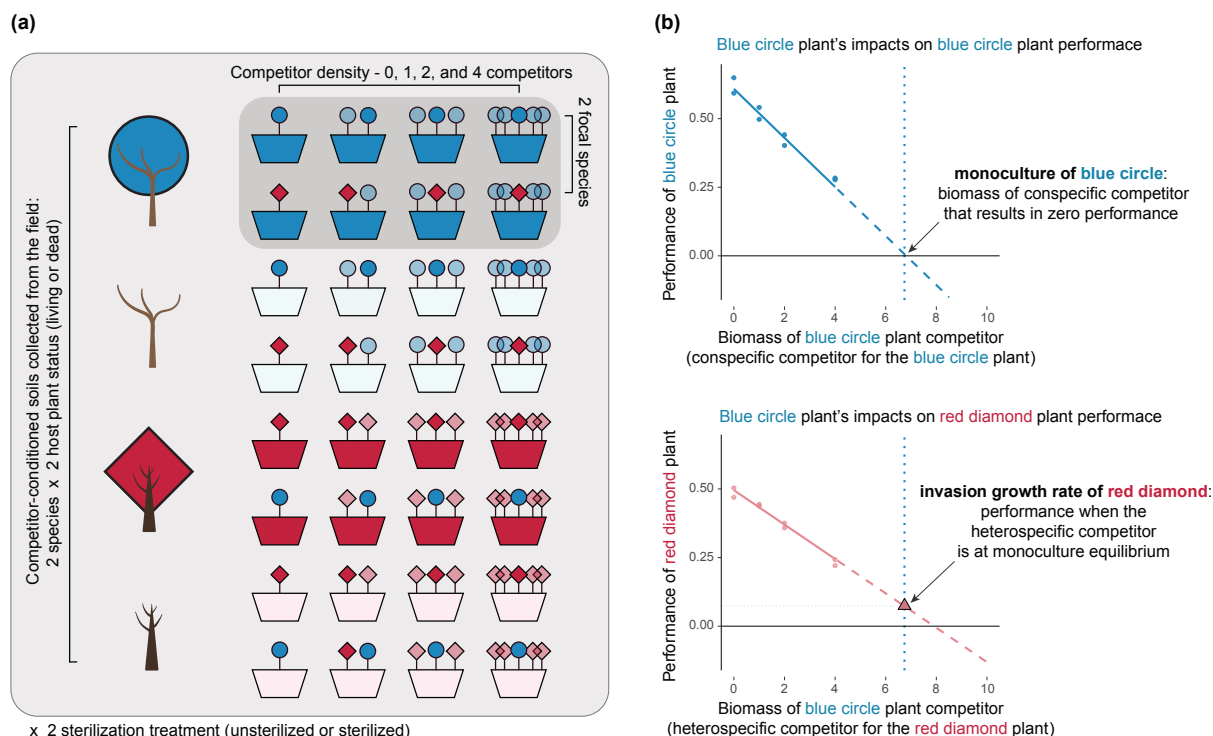 (a)
Competitor density - 0, 1, 2, and 4 competitors
2 focal species
Competitor-conditioned soils collected from the field:
2 species x 2 host plant status (living or dead)
x 2 sterilization treatment (unsterilized or sterilized)
(b)
Blue circle plant's impacts on blue circle plant performace
Performance of blue circle plant
0.50
0.25
0.00
monoculture of blue circle:
biomass of conspecific competitor
that results in zero performance
0 2 4 6 8 10
Biomass of blue circle plant competitor
(conspecific competitor for the blue circle plant)
Blue circle plant's impacts on red diamond plant performace
Performance of red diamond plant
0.50
0.25
0.00
invasion growth rate of red diamond:
performance when the
heterospecific competitor
is at monoculture equilibrium
0 2 4 6 8 10
Biomass of blue circle plant competitor
(heterospecific competitor for the red diamond plant)